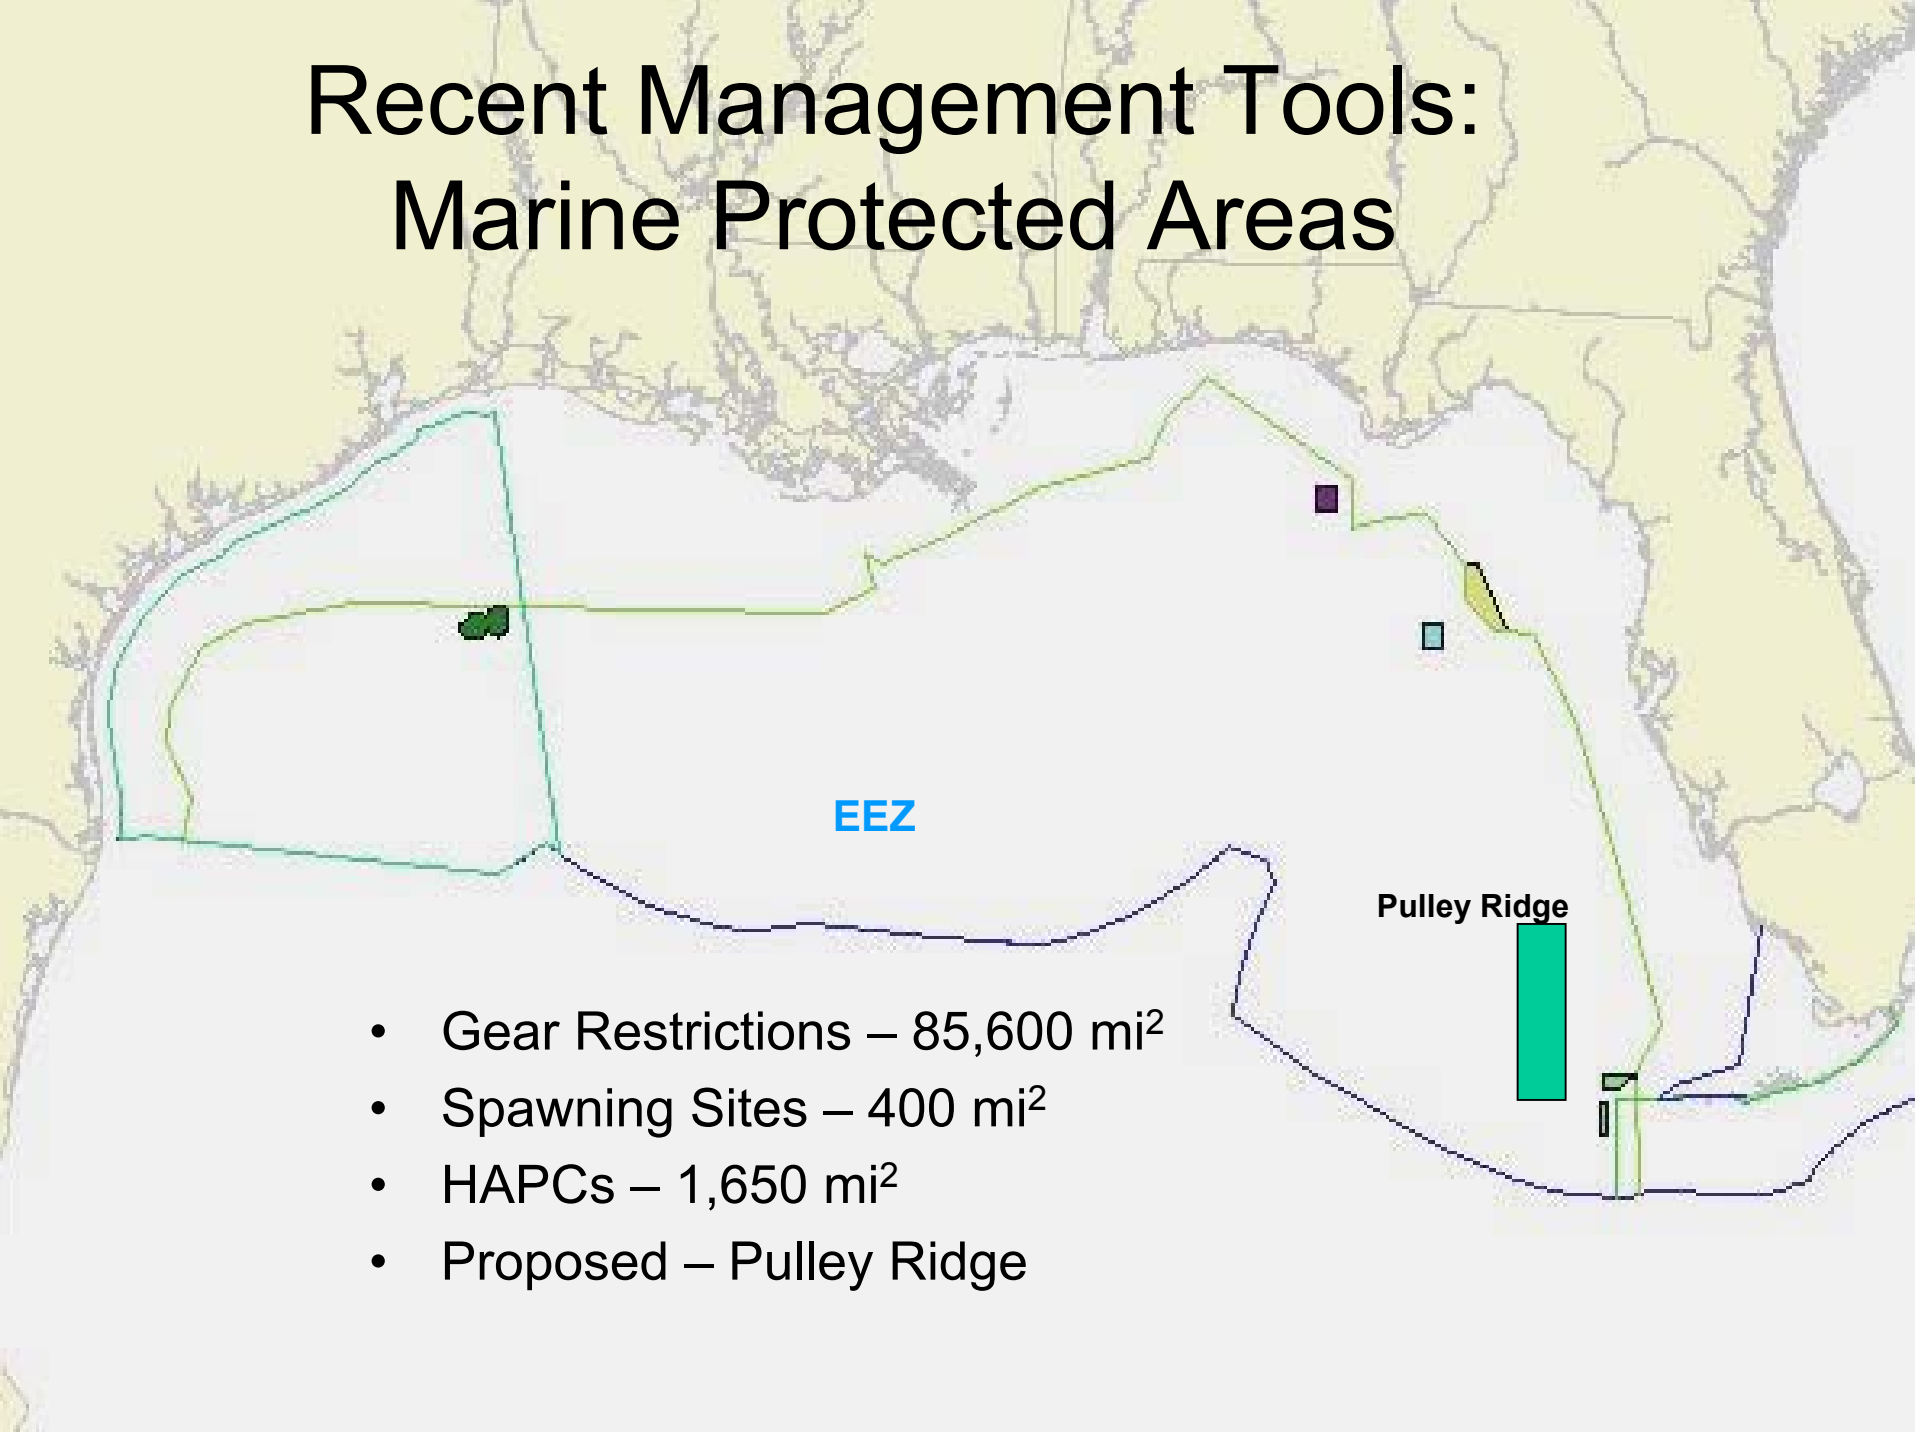 Recent Management Tools:
Marine Protected Areas
EEZ
Pulley Ridge
• Gear Restrictions – 85,600 mi²
• Spawning Sites – 400 mi²
• HAPCs – 1,650 mi²
• Proposed – Pulley Ridge